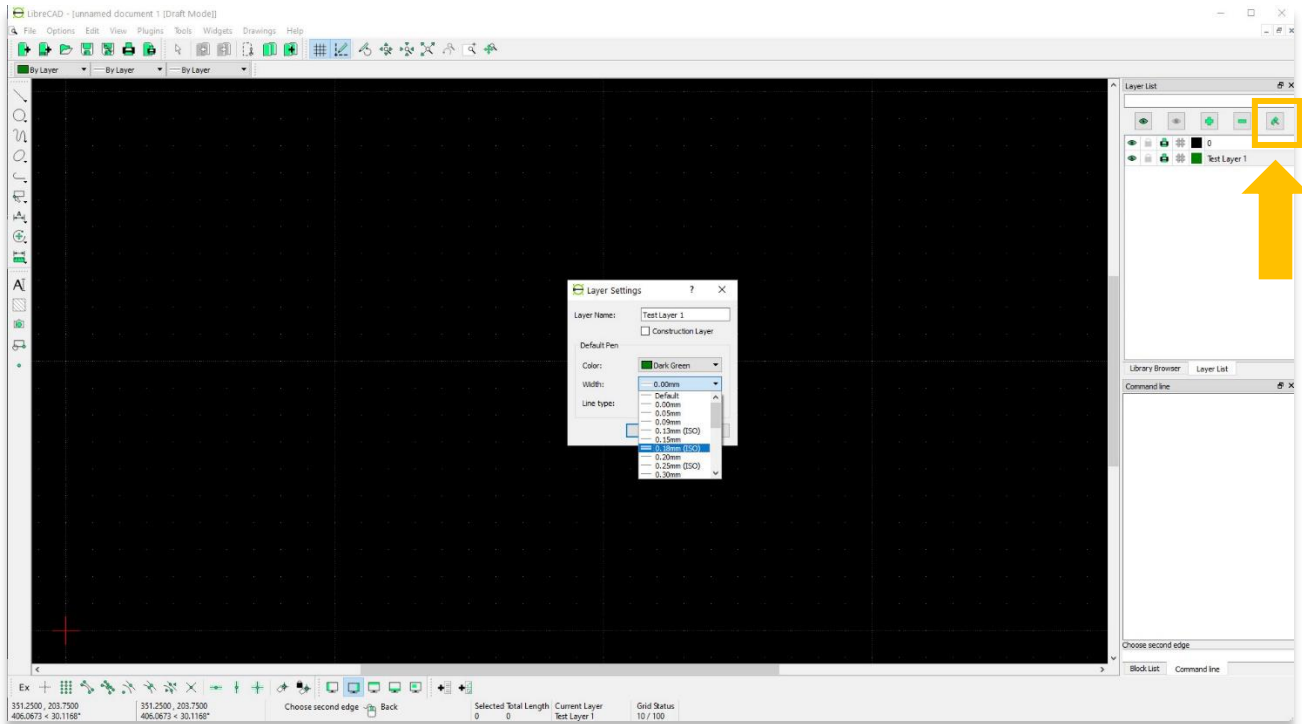 LibreCAD - [unnamed document 1 [Draft Mode]]
File Options Edit View Plugins Tools Widgets Drawings Help
By Layer By Layer By Layer
Layer List
0
Test Layer 1
Layer Settings ? X
Layer Name: Test Layer 1
Construction Layer
Default Pen
Color: Dark Green
Width: 0.00mm
Line type:
Default
0.00mm
0.05mm
0.09mm
0.13mm (ISO)
0.15mm
0.18mm (ISO)
0.20mm
0.25mm (ISO)
0.30mm
Library Browser Layer List
Command line
Choose second edge
Block List Command line
Ex
351.2500 , 203.7500 351.2500 , 203.7500 Choose second edge Back Selected Total Length Current Layer Grid Status
406.0673 < 30.1168° 406.0673 < 30.1168° 0 0 Test Layer 1 10 / 100